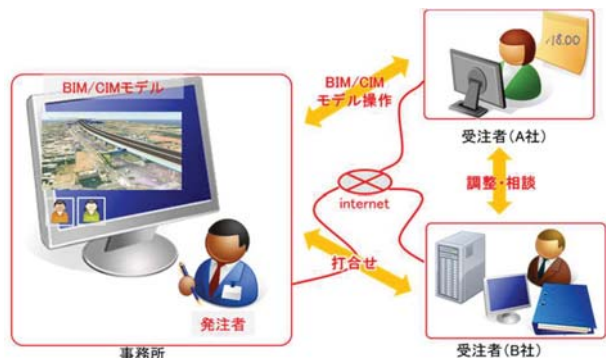 BIM/CIMモデル
発注者
事務所
BIM/CIM
モデル操作
internet
打合せ
18.00
受注者(A社)
調整・相談
受注者(B社)